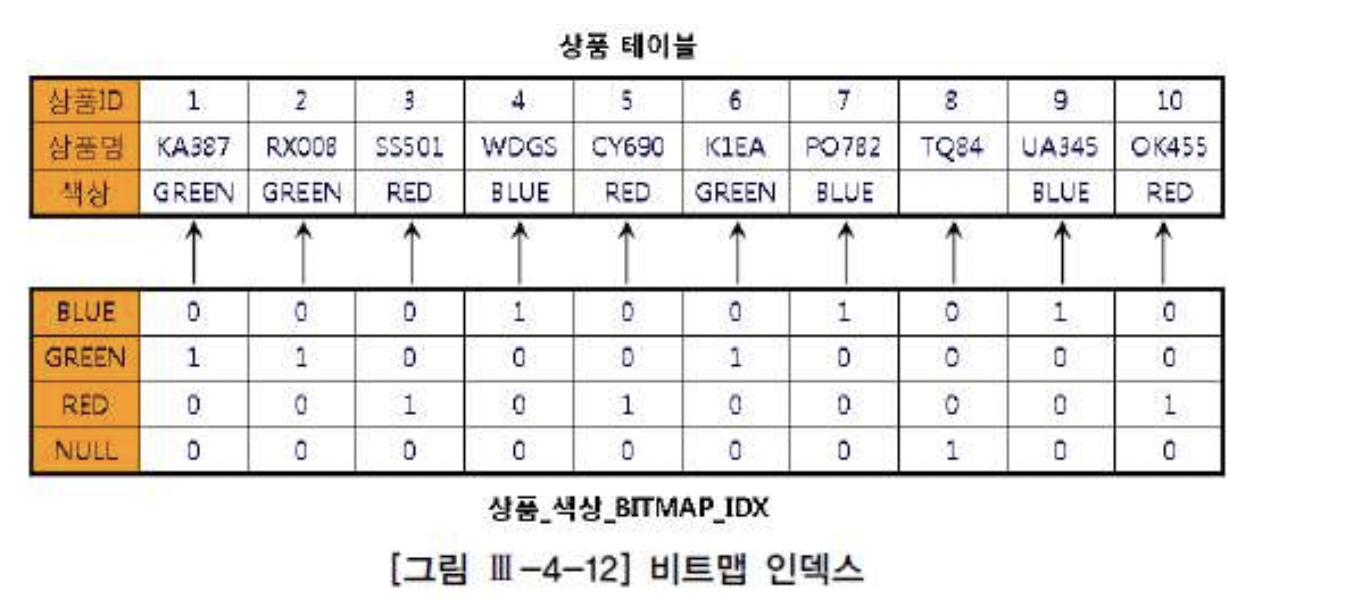 상품 테이블
상품ID 1 2 3 4 5 6 7 8 9 10
상품명 KA387 RX008 SS501 WDGS CY690 K1EA PO782 TQ84 UA345 OK455
색상 GREEN GREEN RED BLUE RED GREEN BLUE BLUE RED
BLUE 0 0 0 1 0 0 1 0 1 0
GREEN 1 1 0 0 0 1 0 0 0 0
RED 0 0 1 0 1 0 0 0 0 1
NULL 0 0 0 0 0 0 0 1 0 0
상품_색상_BITMAP_IDX
[그림 Ⅲ-4-12] 비트맵 인덱스